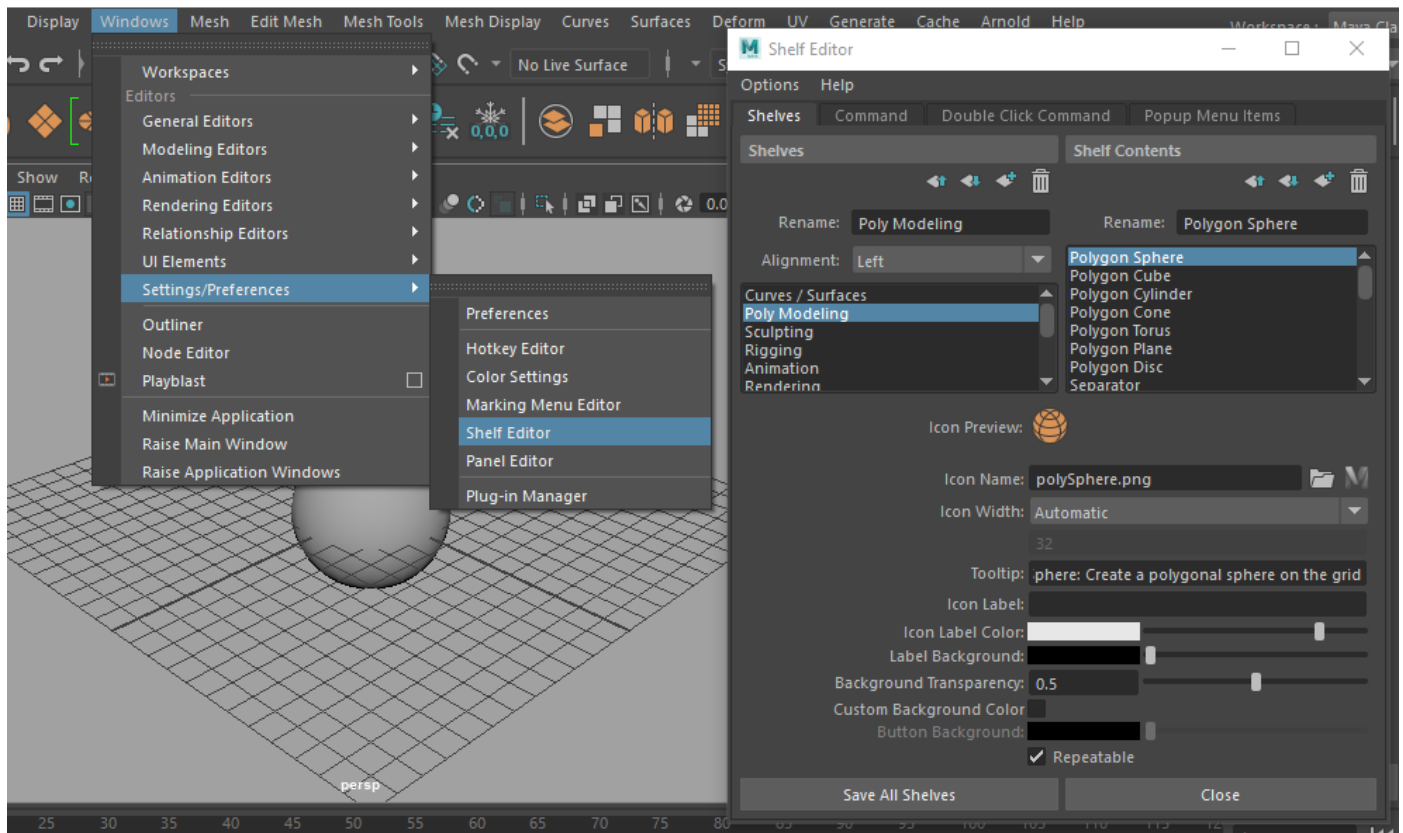 Display Windows Mesh Edit Mesh Mesh Tools Mesh Display Curves Surfaces Deform UV Generate Cache Arnold Help
No Live Surface
0,0,0
Show
0.0
Workspaces
Editors
General Editors
Modeling Editors
Animation Editors
Rendering Editors
Relationship Editors
UI Elements
Settings/Preferences
Outliner
Node Editor
Playblast
Minimize Application
Raise Main Window
Raise Application Windows
Preferences
Hotkey Editor
Color Settings
Marking Menu Editor
Shelf Editor
Panel Editor
Plug-in Manager
persp
Shelf Editor
Options Help
Shelves Command Double Click Command Popup Menu Items
Shelves
Rename: Poly Modeling
Alignment: Left
Curves / Surfaces
Poly Modeling
Sculpting
Rigging
Animation
Rendering
Shelf Contents
Rename: Polygon Sphere
Polygon Sphere
Polygon Cube
Polygon Cylinder
Polygon Cone
Polygon Torus
Polygon Plane
Polygon Disc
Separator
Icon Preview:
Icon Name: polySphere.png
Icon Width: Automatic
32
Tooltip: phere: Create a polygonal sphere on the grid
Icon Label:
Icon Label Color:
Label Background:
Background Transparency: 0.5
Custom Background Color
Button Background:
Repeatable
Save All Shelves Close
25 30 35 40 45 50 55 60 65 70 75 80